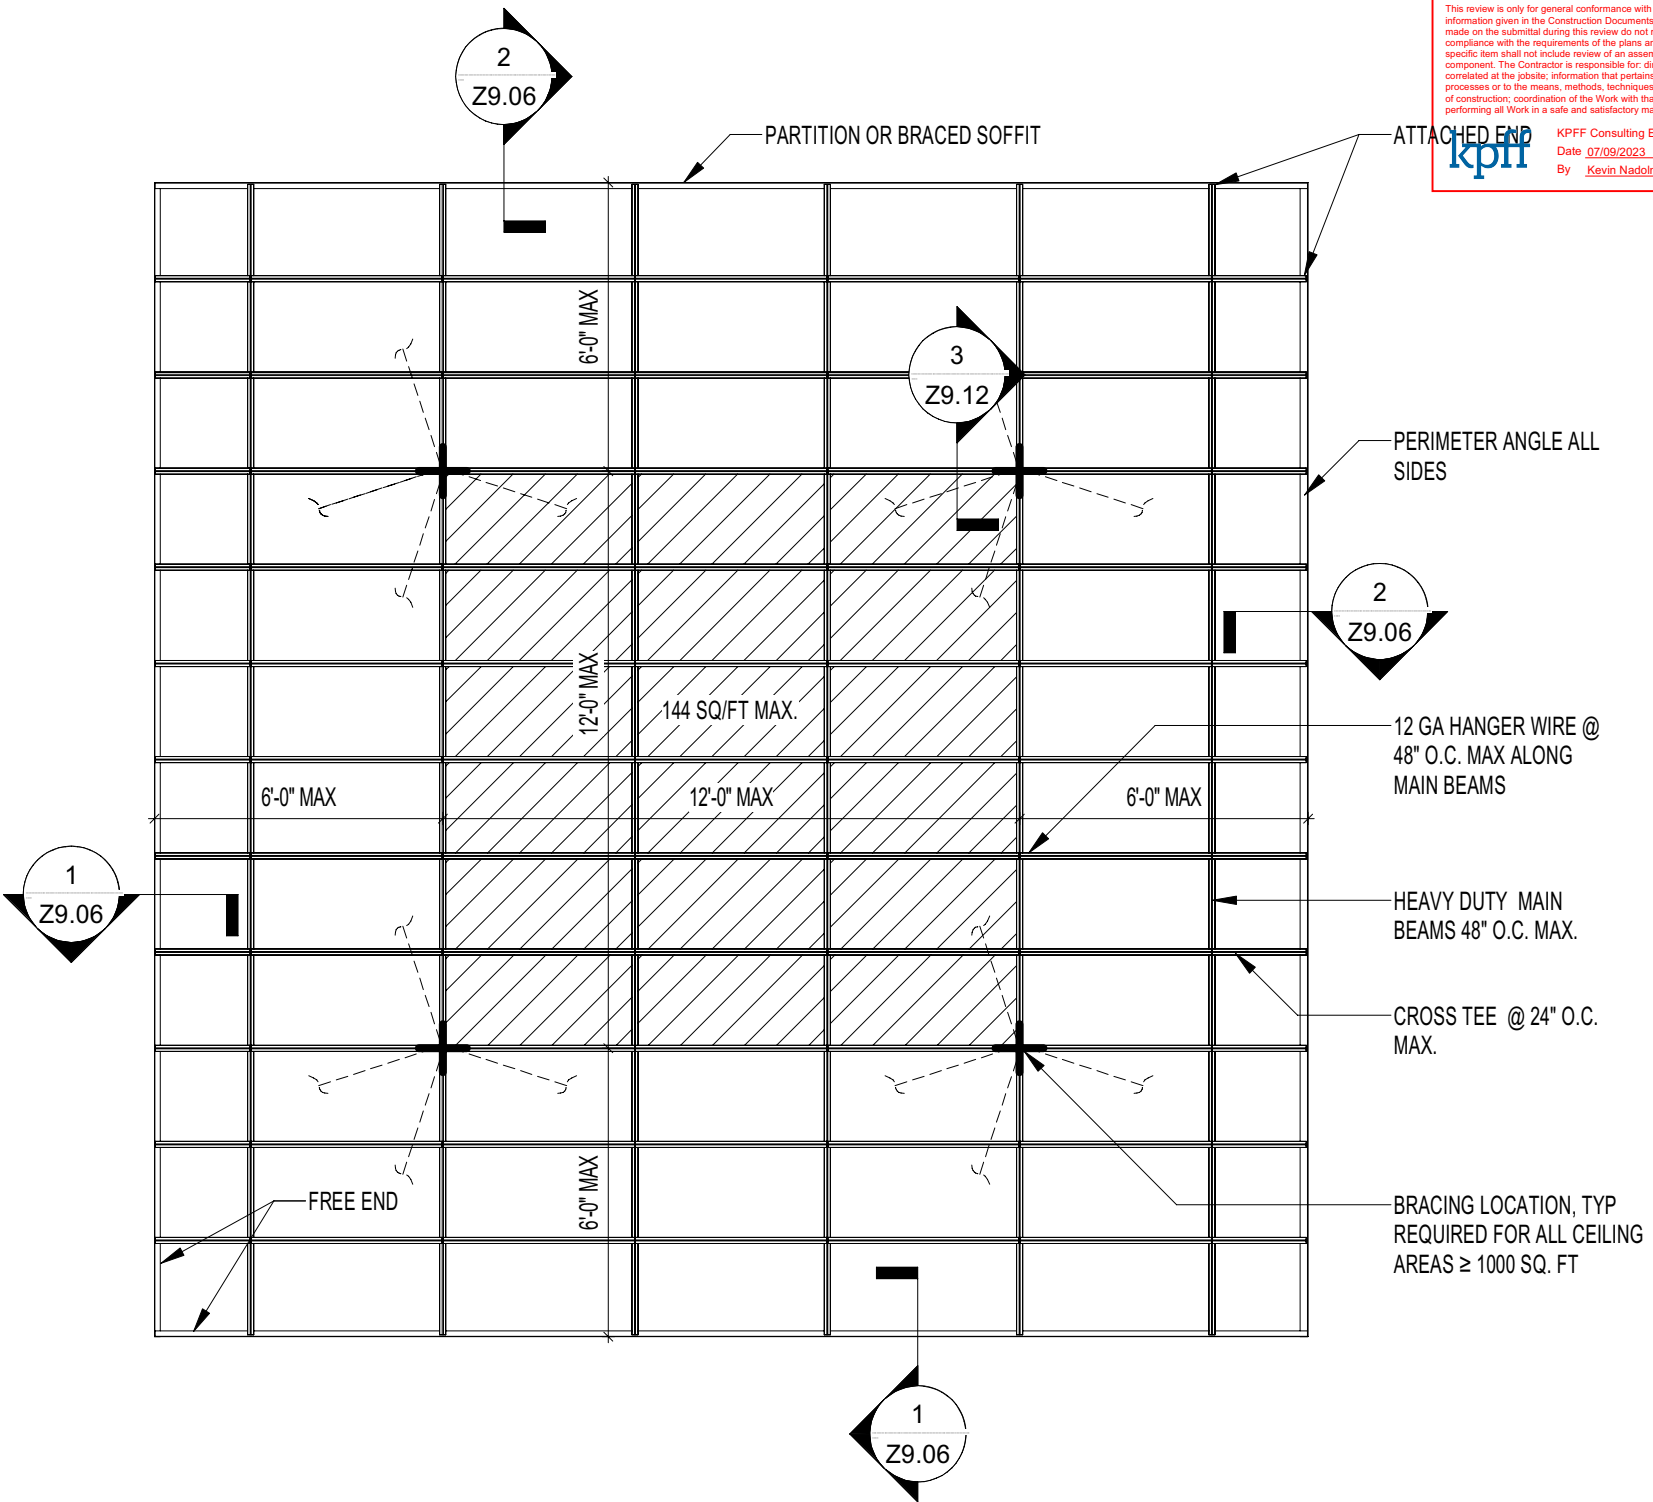 This review is only for general conformance with
information given in the Construction Documents
made on the submittal during this review do not
compliance with the requirements of the plans
specific item shall not include review of an
component. The Contractor is responsible for:
correlated at the jobsite; information that pertains
processes or to the means, methods, techniques
of construction; coordination of the Work with
performing all Work in a safe and satisfactory
kpff
KPFF Consulting
Date 07/09/2023
By Kevin
2
Z9.06
PARTITION OR BRACED SOFFIT
ATTACHED END
6'-0" MAX
3
Z9.12
PERIMETER ANGLE ALL
SIDES
2
Z9.06
12'-0" MAX
144 SQ/FT MAX.
12 GA HANGER WIRE @
48" O.C. MAX ALONG
MAIN BEAMS
6'-0" MAX
12'-0" MAX
6'-0" MAX
1
Z9.06
HEAVY DUTY MAIN
BEAMS 48" O.C. MAX.
CROSS TEE @ 24" O.C.
MAX.
6'-0" MAX
FREE END
BRACING LOCATION, TYP
REQUIRED FOR ALL CEILING
AREAS ≥ 1000 SQ. FT
1
Z9.06